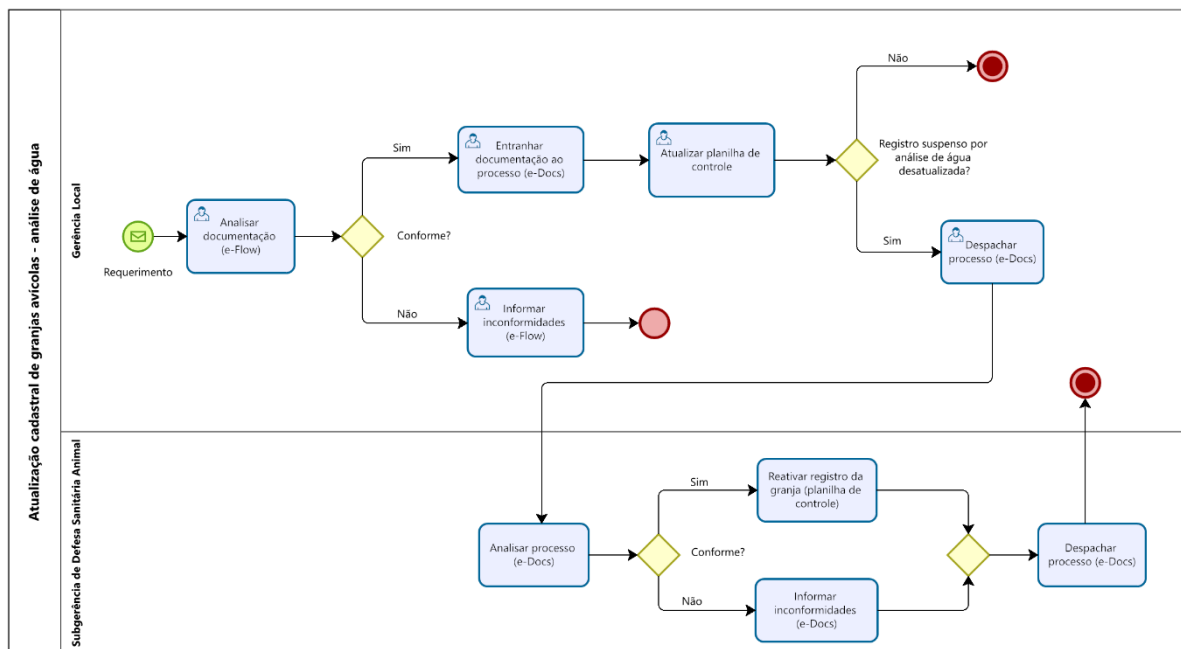 Atualização cadastral de granjas avícolas - análise de água
Gerência Local
Requerimento
Analisar
documentação
(e-Flow)
Conforme?
Sim
Entranhar
documentação ao
processo (e-Docs)
Atualizar planilha de
controle
Não
Registro suspenso por
análise de água
desatualizada?
Sim
Despachar
processo (e-Docs)
Não
Informar
inconformidades
(e-Flow)
Subgerência de Defesa Sanitária Animal
Analisar processo
(e-Docs)
Conforme?
Sim
Reativar registro da
granja (planilha de
controle)
Não
Informar
inconformidades
(e-Docs)
Despachar
processo (e-Docs)